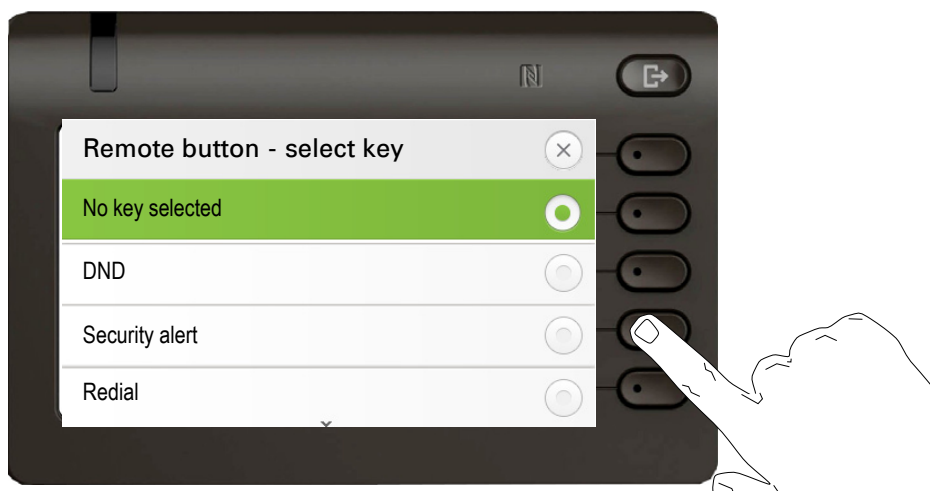 Remote button - select key
No key selected
DND
Security alert
Redial